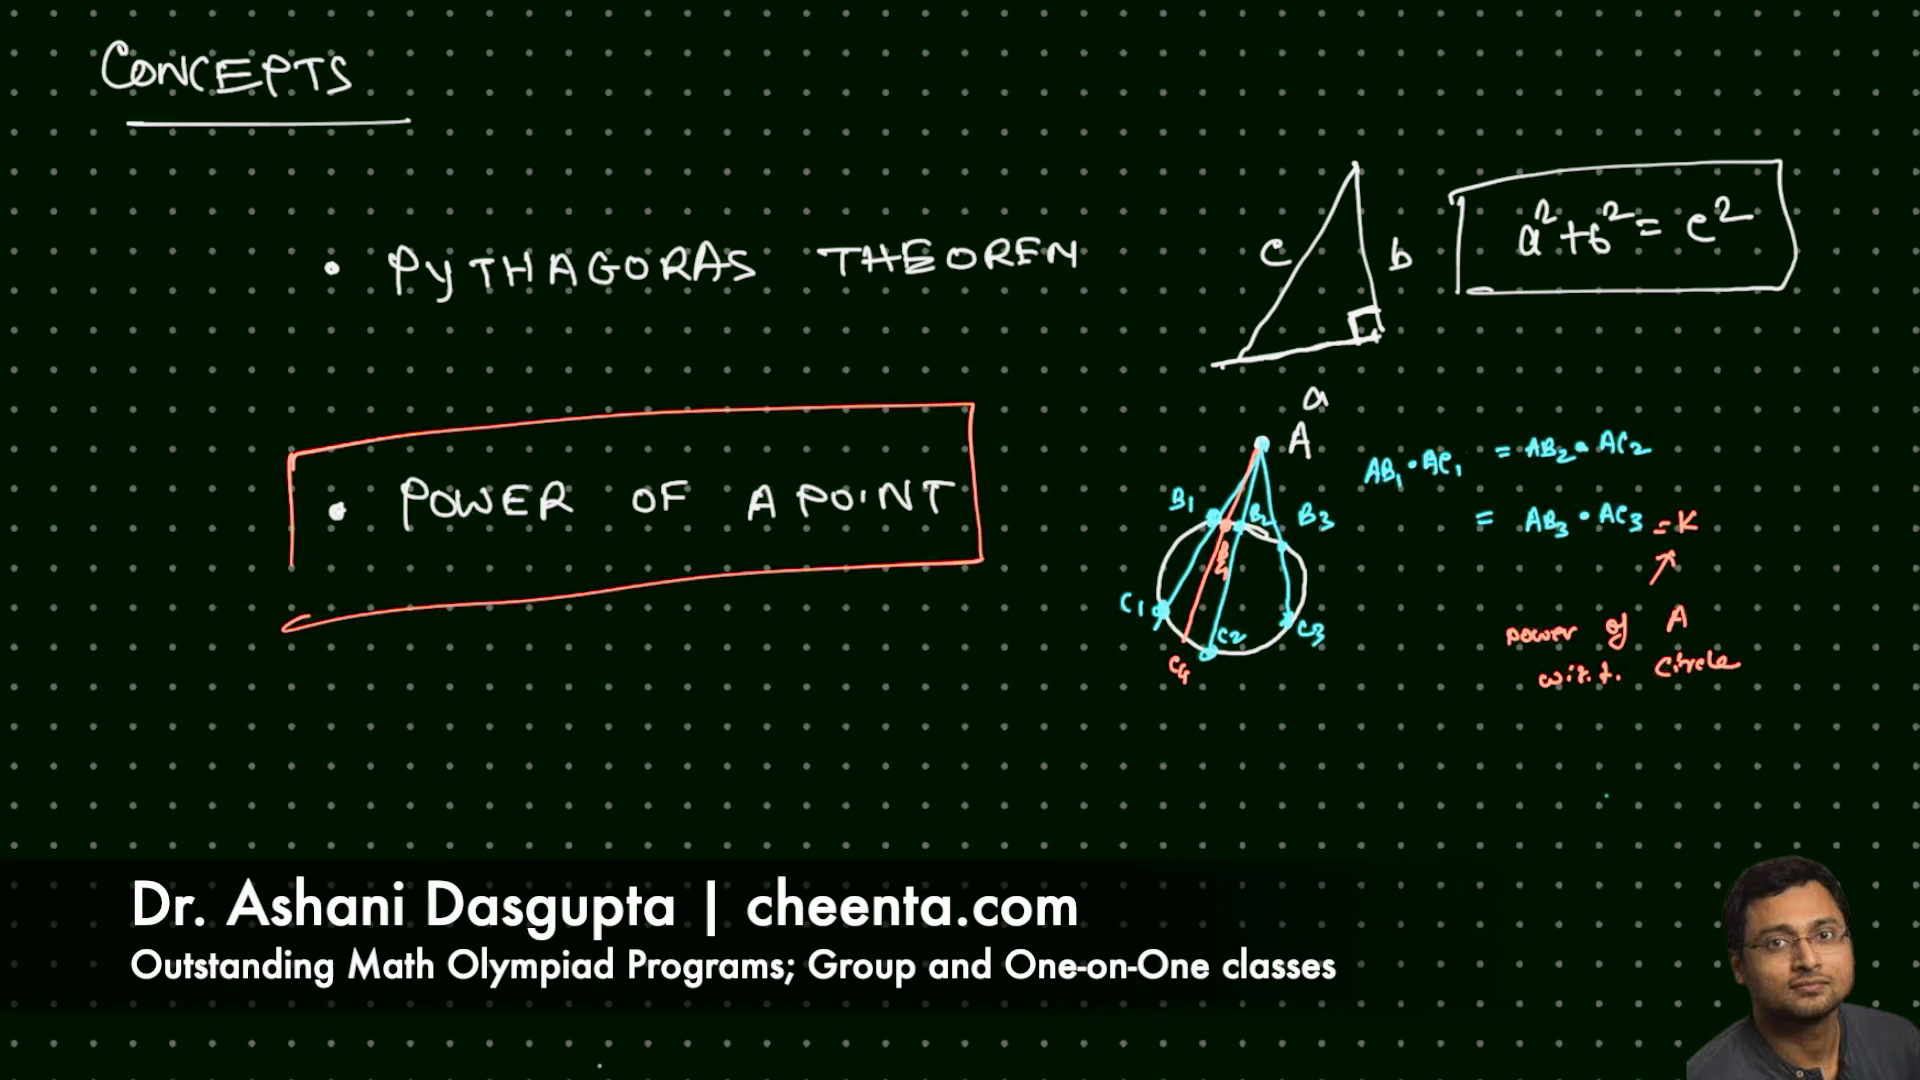 CONCEPTS
• PYTHAGORAS THEOREM
c
b
a
a²+b²=c²
• POWER OF A POINT
A
B₁
B₂
B₃
B₄
C₁
C₂
C₃
C₄
AB₁•AC₁ = AB₂•AC₂
= AB₃•AC₃ = K
power of A
w.r.t. circle
Dr. Ashani Dasgupta | cheenta.com
Outstanding Math Olympiad Programs; Group and One-on-One classes